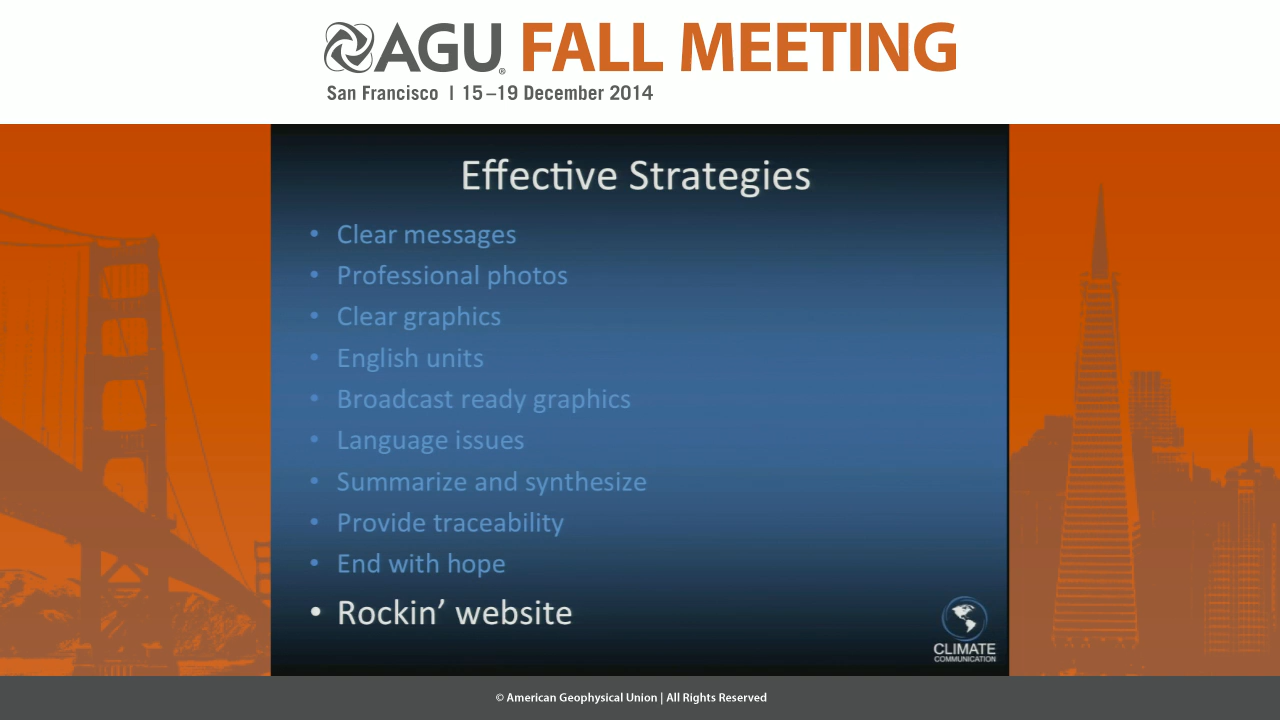 AGU® FALL MEETING
San Francisco | 15–19 December 2014
Effective Strategies
• Clear messages
• Professional photos
• Clear graphics
• English units
• Broadcast ready graphics
• Language issues
• Summarize and synthesize
• Provide traceability
• End with hope
• Rockin’ website
CLIMATE
COMMUNICATION
© American Geophysical Union | All Rights Reserved